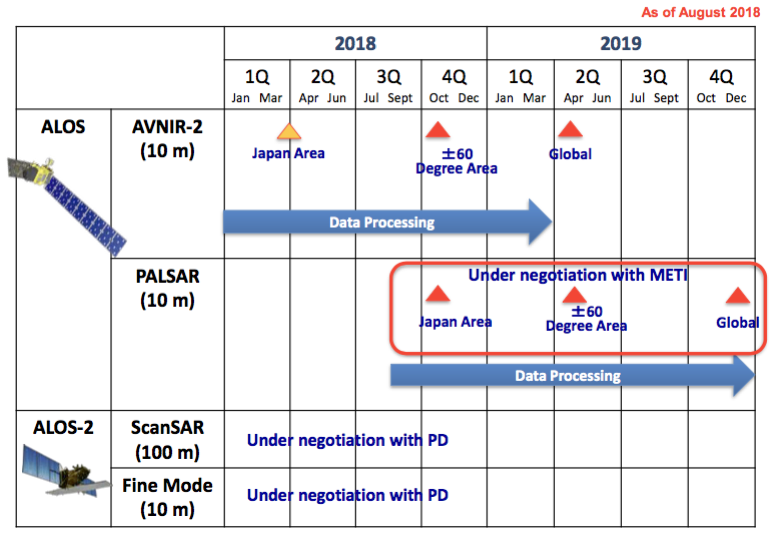 As of August 2018
2018 2019
1Q 2Q 3Q 4Q 1Q 2Q 3Q 4Q
Jan Mar Apr Jun Jul Sept Oct Dec Jan Mar Apr Jun Jul Sept Oct Dec
ALOS
AVNIR-2
(10 m)
Japan Area
±60
Degree Area
Global
Data Processing
PALSAR
(10 m)
Under negotiation with METI
Japan Area
±60
Degree Area
Global
Data Processing
ALOS-2
ScanSAR
(100 m)
Under negotiation with PD
Fine Mode
(10 m)
Under negotiation with PD